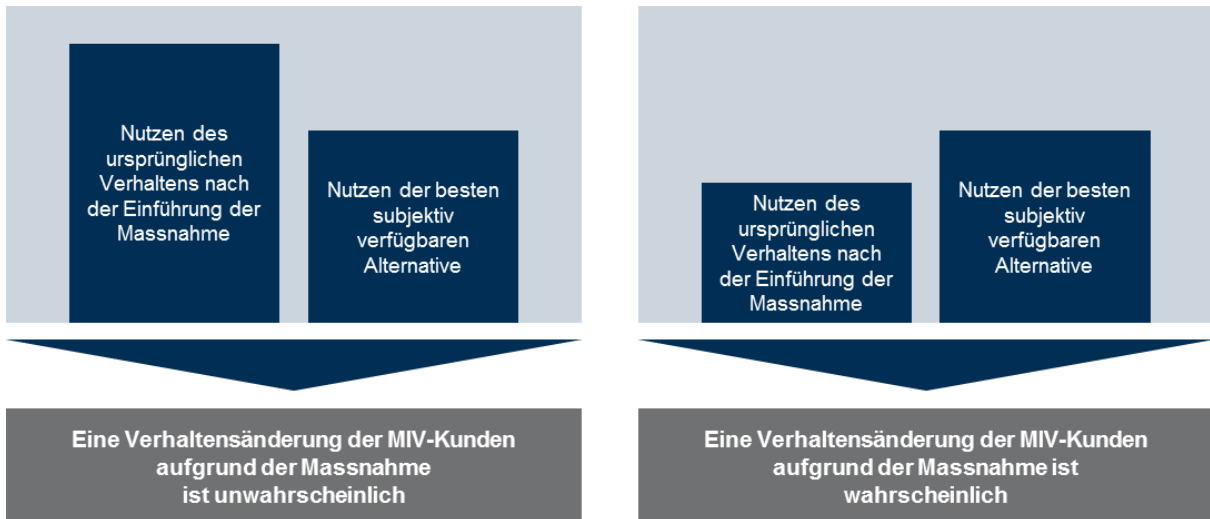 Nutzen des
ursprünglichen
Verhaltens nach
der Einführung der
Massnahme
Nutzen der besten
subjektiv
verfügbaren
Alternative
Eine Verhaltensänderung der MIV-Kunden
aufgrund der Massnahme
ist unwahrscheinlich
Nutzen des
ursprünglichen
Verhaltens nach
der Einführung der
Massnahme
Nutzen der besten
subjektiv
verfügbaren
Alternative
Eine Verhaltensänderung der MIV-Kunden
aufgrund der Massnahme ist
wahrscheinlich